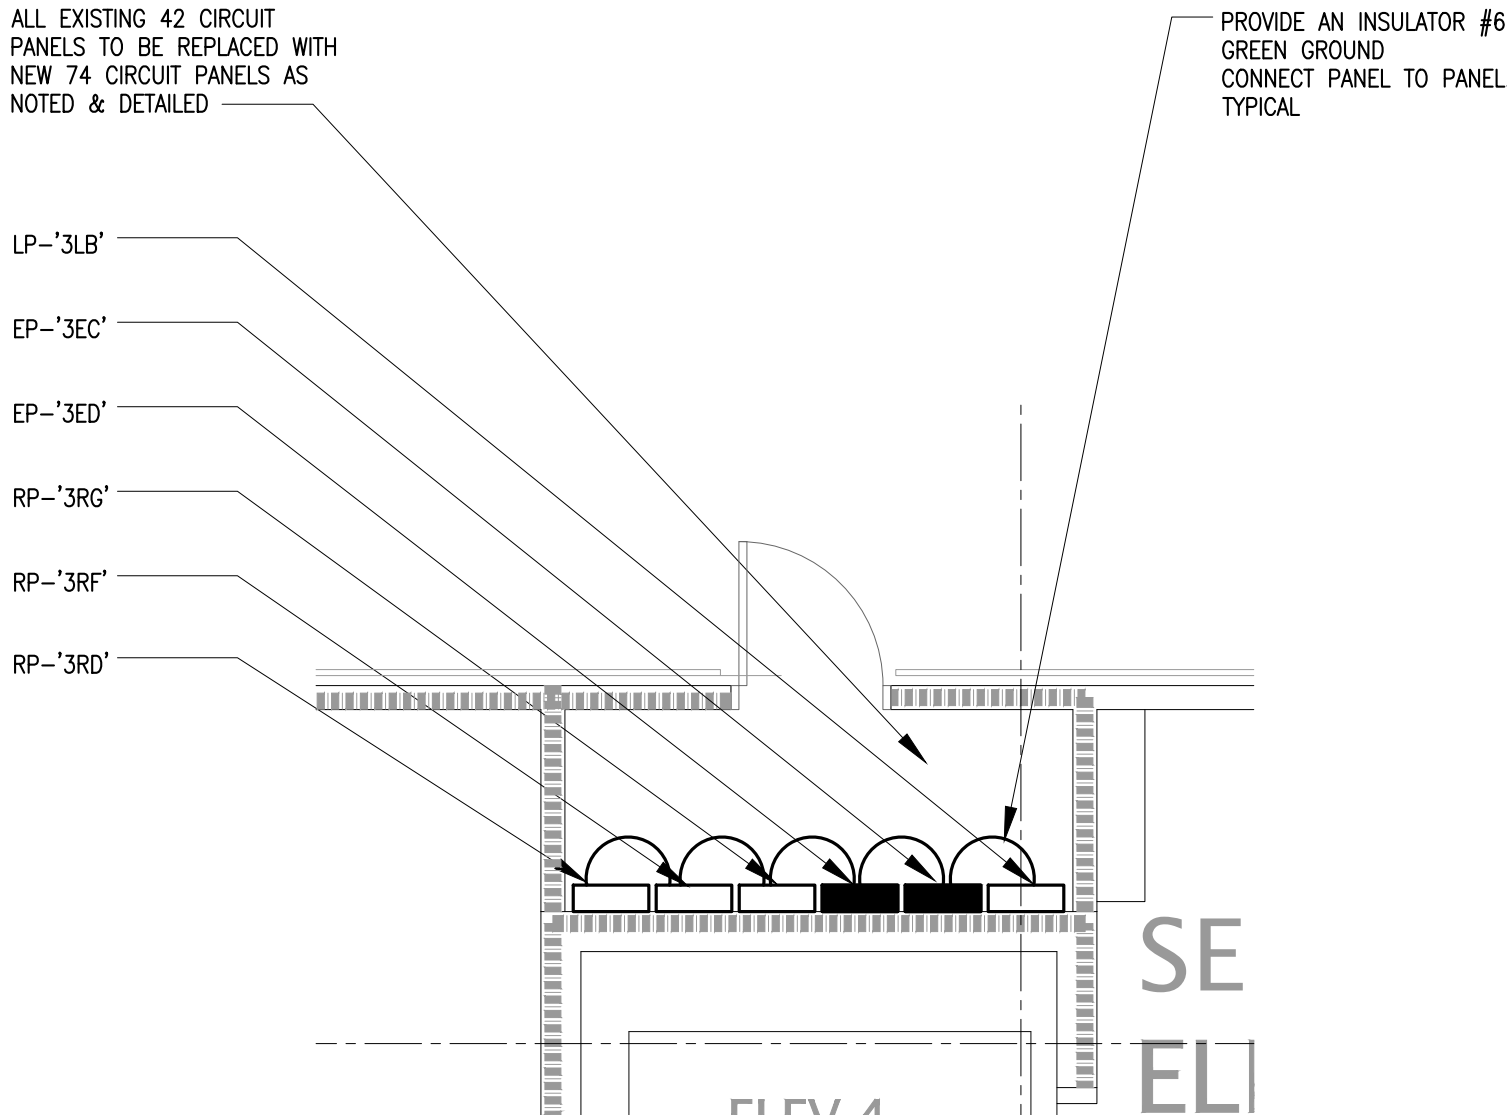 ALL EXISTING 42 CIRCUIT
PANELS TO BE REPLACED WITH
NEW 74 CIRCUIT PANELS AS
NOTED & DETAILED
PROVIDE AN INSULATOR #6
GREEN GROUND
CONNECT PANEL TO PANEL
TYPICAL
LP-'3LB'
EP-'3EC'
EP-'3ED'
RP-'3RG'
RP-'3RF'
RP-'3RD'
SE
ELEV 4